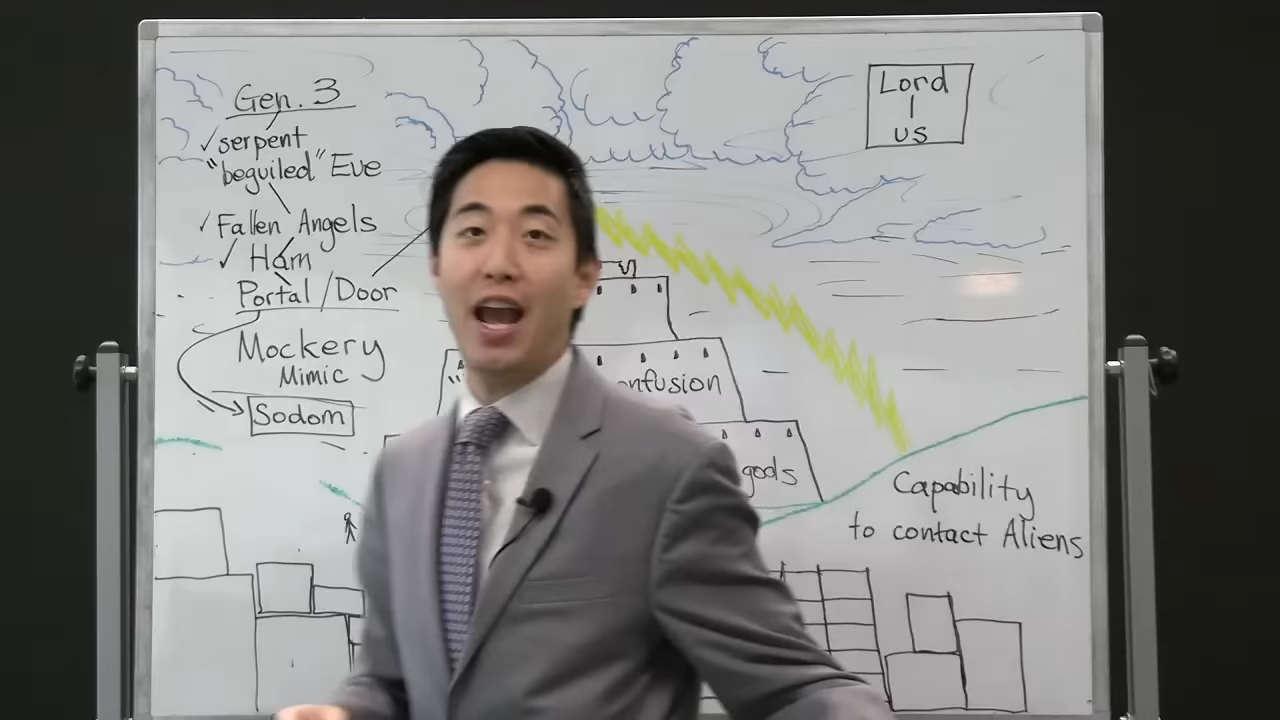 Gen. 3
✓ serpent
"beguiled" Eve
✓ Fallen Angels
✓ Ham
Portal / Door
Mockery
Mimic
Sodom
Lord
us
onfusion
gods
Capability
to contact Aliens